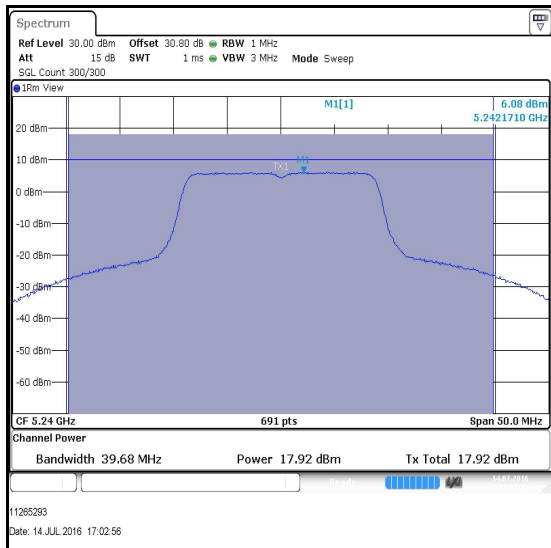 Spectrum
Ref Level 30.00 dBm Offset 30.80 dB RBW 1 MHz
Att 15 dB SWT 1 ms VBW 3 MHz Mode Sweep
SGL Count 300/300
1Rm View
M1[1] 6.08 dBm
5.2421710 GHz
20 dBm
10 dBm
TX1 M1
0 dBm
-10 dBm
-20 dBm
-30 dBm
-40 dBm
-50 dBm
-60 dBm
CF 5.24 GHz 691 pts Span 50.0 MHz
Channel Power
Bandwidth 39.68 MHz Power 17.92 dBm Tx Total 17.92 dBm
Ready 14.07.2016
11265293
Date: 14.JUL.2016 17:02:56